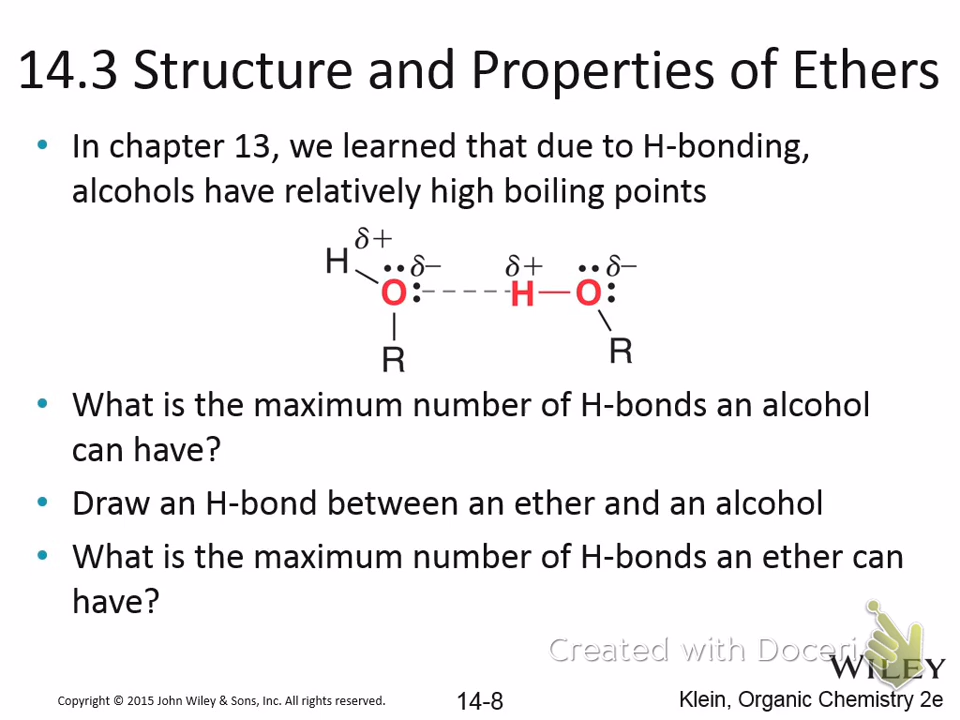 14.3 Structure and Properties of Ethers
• In chapter 13, we learned that due to H-bonding,
alcohols have relatively high boiling points
δ+
H
δ− δ+ δ−
O H O
R R
• What is the maximum number of H-bonds an alcohol
can have?
• Draw an H-bond between an ether and an alcohol
• What is the maximum number of H-bonds an ether can
have?
Created with Doceri
WILEY
Copyright © 2015 John Wiley & Sons, Inc. All rights reserved.
14-8
Klein, Organic Chemistry 2e